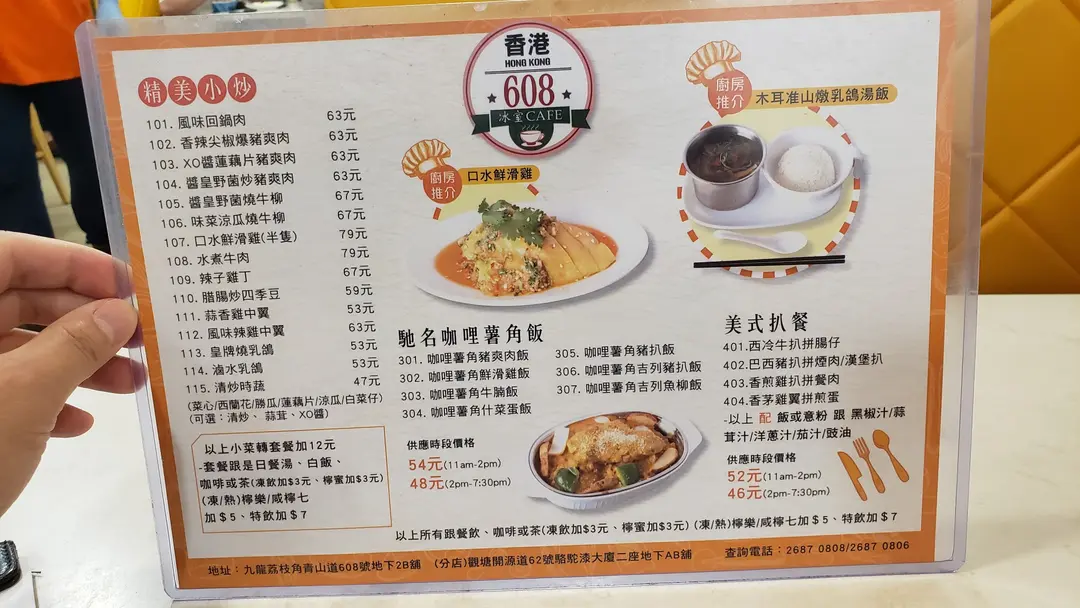 香港
HONG KONG
608
冰室CAFE
精美小炒
101. 風味回鍋肉 63元
102. 香辣尖椒爆豬爽肉 63元
103. XO醬蓮藕片豬爽肉 63元
104. 醬皇野菌炒豬爽肉 63元
105. 醬皇野菌燒牛柳 67元
106. 味菜涼瓜燒牛柳 67元
107. 口水鮮滑雞(半隻) 79元
108. 水煮牛肉 79元
109. 辣子雞丁 67元
110. 腊腸炒四季豆 59元
111. 蒜香雞中翼 53元
112. 風味辣雞中翼 63元
113. 皇牌燒乳鴿 53元
114. 滷水乳鴿 53元
115. 清炒時蔬 47元
(菜心/西蘭花/勝瓜/蓮藕片/涼瓜/白菜仔)
(可選：清炒、蒜茸、XO醬)
以上小菜轉套餐加12元
-套餐跟是日餐湯、白飯、
咖啡或茶(凍飲加$3元、檸蜜加$3元)
(凍/熱)檸樂/咸檸七
加＄5、特飲加＄7
廚房推介
口水鮮滑雞
廚房推介
木耳淮山燉乳鴿湯飯
馳名咖哩薯角飯
301. 咖哩薯角豬爽肉飯
302. 咖哩薯角鮮滑雞飯
303. 咖哩薯角牛腩飯
304. 咖哩薯角什菜蛋飯
305. 咖哩薯角豬扒飯
306. 咖哩薯角吉列豬扒飯
307. 咖哩薯角吉列魚柳飯
供應時段價格
54元(11am-2pm)
48元(2pm-7:30pm)
美式扒餐
401.西冷牛扒拼腸仔
402.巴西豬扒拼煙肉/漢堡扒
403.香煎雞扒拼餐肉
404.香茅雞翼拼煎蛋
-以上 配 飯或意粉 跟 黑椒汁/蒜
茸汁/洋蔥汁/茄汁/豉油
供應時段價格
52元(11am-2pm)
46元(2pm-7:30pm)
以上所有跟餐飲、咖啡或茶(凍飲加$3元、檸蜜加$3元) (凍/熱)檸樂/咸檸七加＄5、特飲加＄7
地址：九龍荔枝角青山道608號地下2B舖 (分店)觀塘開源道62號駱駝漆大廈二座地下AB舖 查詢電話：2687 0808/2687 0806